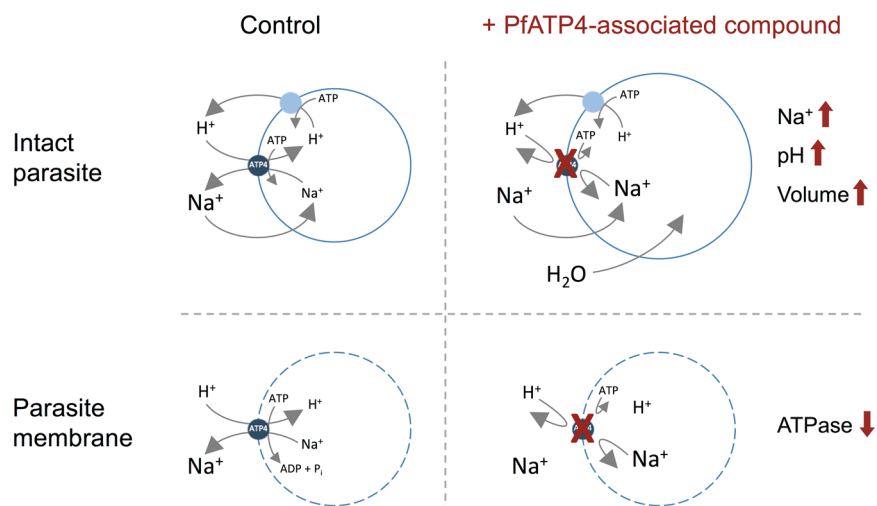 Control
+ PfATP4-associated compound
Intact
parasite
ATP
H⁺
H⁺
ATP
ATP4
Na⁺
Na⁺
ATP
H⁺
H⁺
ATP
Na⁺
Na⁺
H₂O
Na⁺
pH
Volume
Parasite
membrane
H⁺
ATP
H⁺
ATP4
Na⁺
Na⁺
ADP + Pᵢ
H⁺
ATP
H⁺
Na⁺
Na⁺
ATPase